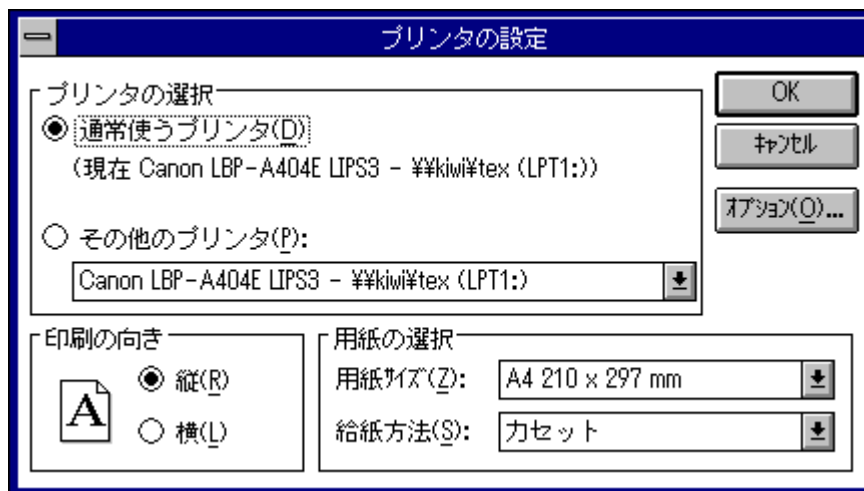 プリンタの設定
プリンタの選択
通常使うプリンタ(D)
(現在 Canon LBP-A404E LIPS3 - ¥¥kiwi¥tex (LPT1:))
その他のプリンタ(P):
Canon LBP-A404E LIPS3 - ¥¥kiwi¥tex (LPT1:)
OK
ｷｬﾝｾﾙ
ｵﾌﾟｼｮﾝ(O)...
印刷の向き
A
縦(R)
横(L)
用紙の選択
用紙ｻｲｽﾞ(Z): A4 210 x 297 mm
給紙方法(S): カセット